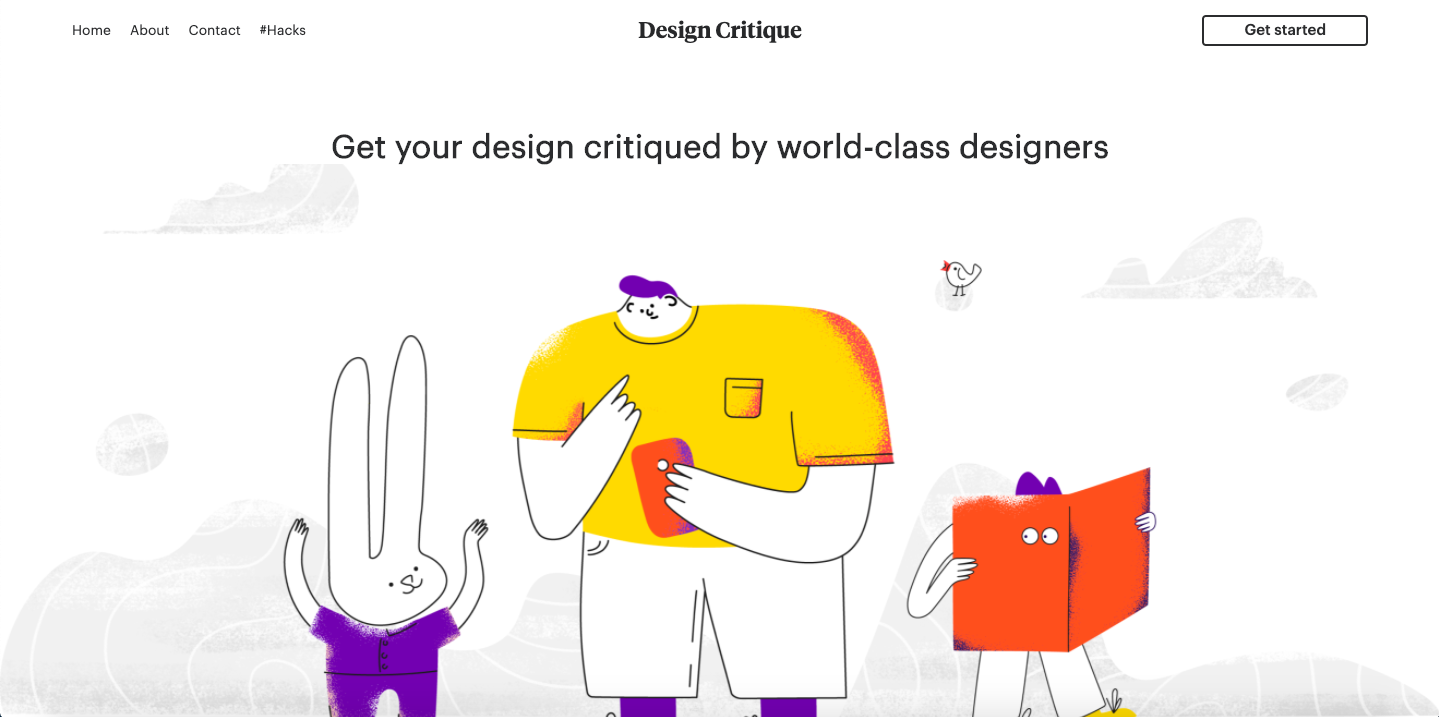 Home About Contact #Hacks
Design Critique
Get started
Get your design critiqued by world-class designers